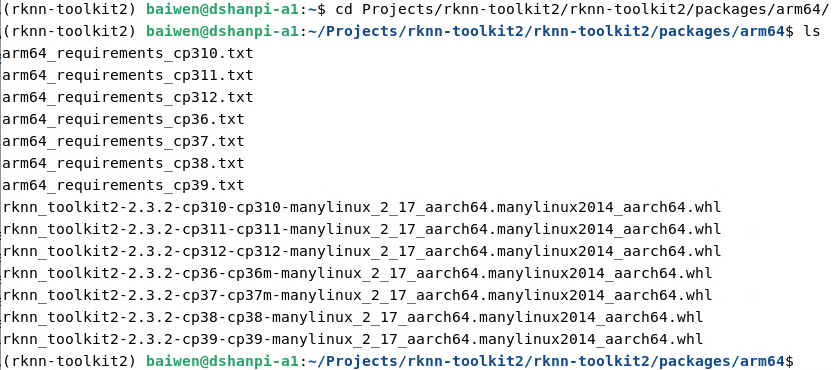 (rknn-toolkit2) baiwen@dshanpi-a1:~$ cd Projects/rknn-toolkit2/rknn-toolkit2/packages/arm64/
(rknn-toolkit2) baiwen@dshanpi-a1:~/Projects/rknn-toolkit2/rknn-toolkit2/packages/arm64$ ls
arm64_requirements_cp310.txt
arm64_requirements_cp311.txt
arm64_requirements_cp312.txt
arm64_requirements_cp36.txt
arm64_requirements_cp37.txt
arm64_requirements_cp38.txt
arm64_requirements_cp39.txt
rknn_toolkit2-2.3.2-cp310-cp310-manylinux_2_17_aarch64.manylinux2014_aarch64.whl
rknn_toolkit2-2.3.2-cp311-cp311-manylinux_2_17_aarch64.manylinux2014_aarch64.whl
rknn_toolkit2-2.3.2-cp312-cp312-manylinux_2_17_aarch64.manylinux2014_aarch64.whl
rknn_toolkit2-2.3.2-cp36-cp36m-manylinux_2_17_aarch64.manylinux2014_aarch64.whl
rknn_toolkit2-2.3.2-cp37-cp37m-manylinux_2_17_aarch64.manylinux2014_aarch64.whl
rknn_toolkit2-2.3.2-cp38-cp38-manylinux_2_17_aarch64.manylinux2014_aarch64.whl
rknn_toolkit2-2.3.2-cp39-cp39-manylinux_2_17_aarch64.manylinux2014_aarch64.whl
(rknn-toolkit2) baiwen@dshanpi-a1:~/Projects/rknn-toolkit2/rknn-toolkit2/packages/arm64$